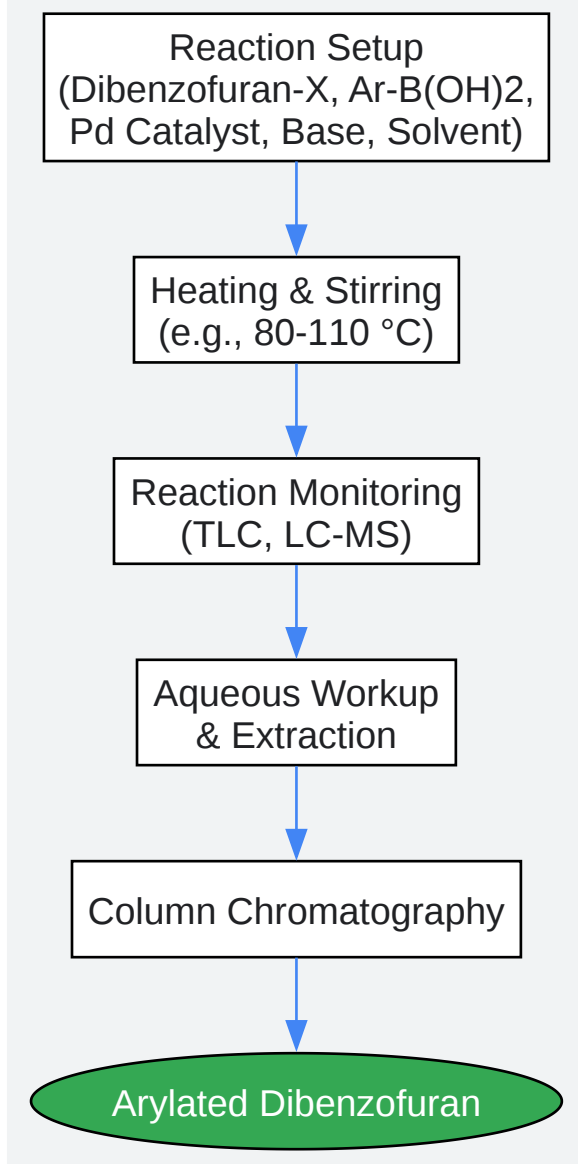 Reaction Setup
(Dibenzofuran-X, Ar-B(OH)2,
Pd Catalyst, Base, Solvent)
Heating & Stirring
(e.g., 80-110 °C)
Reaction Monitoring
(TLC, LC-MS)
Aqueous Workup
& Extraction
Column Chromatography
Arylated Dibenzofuran